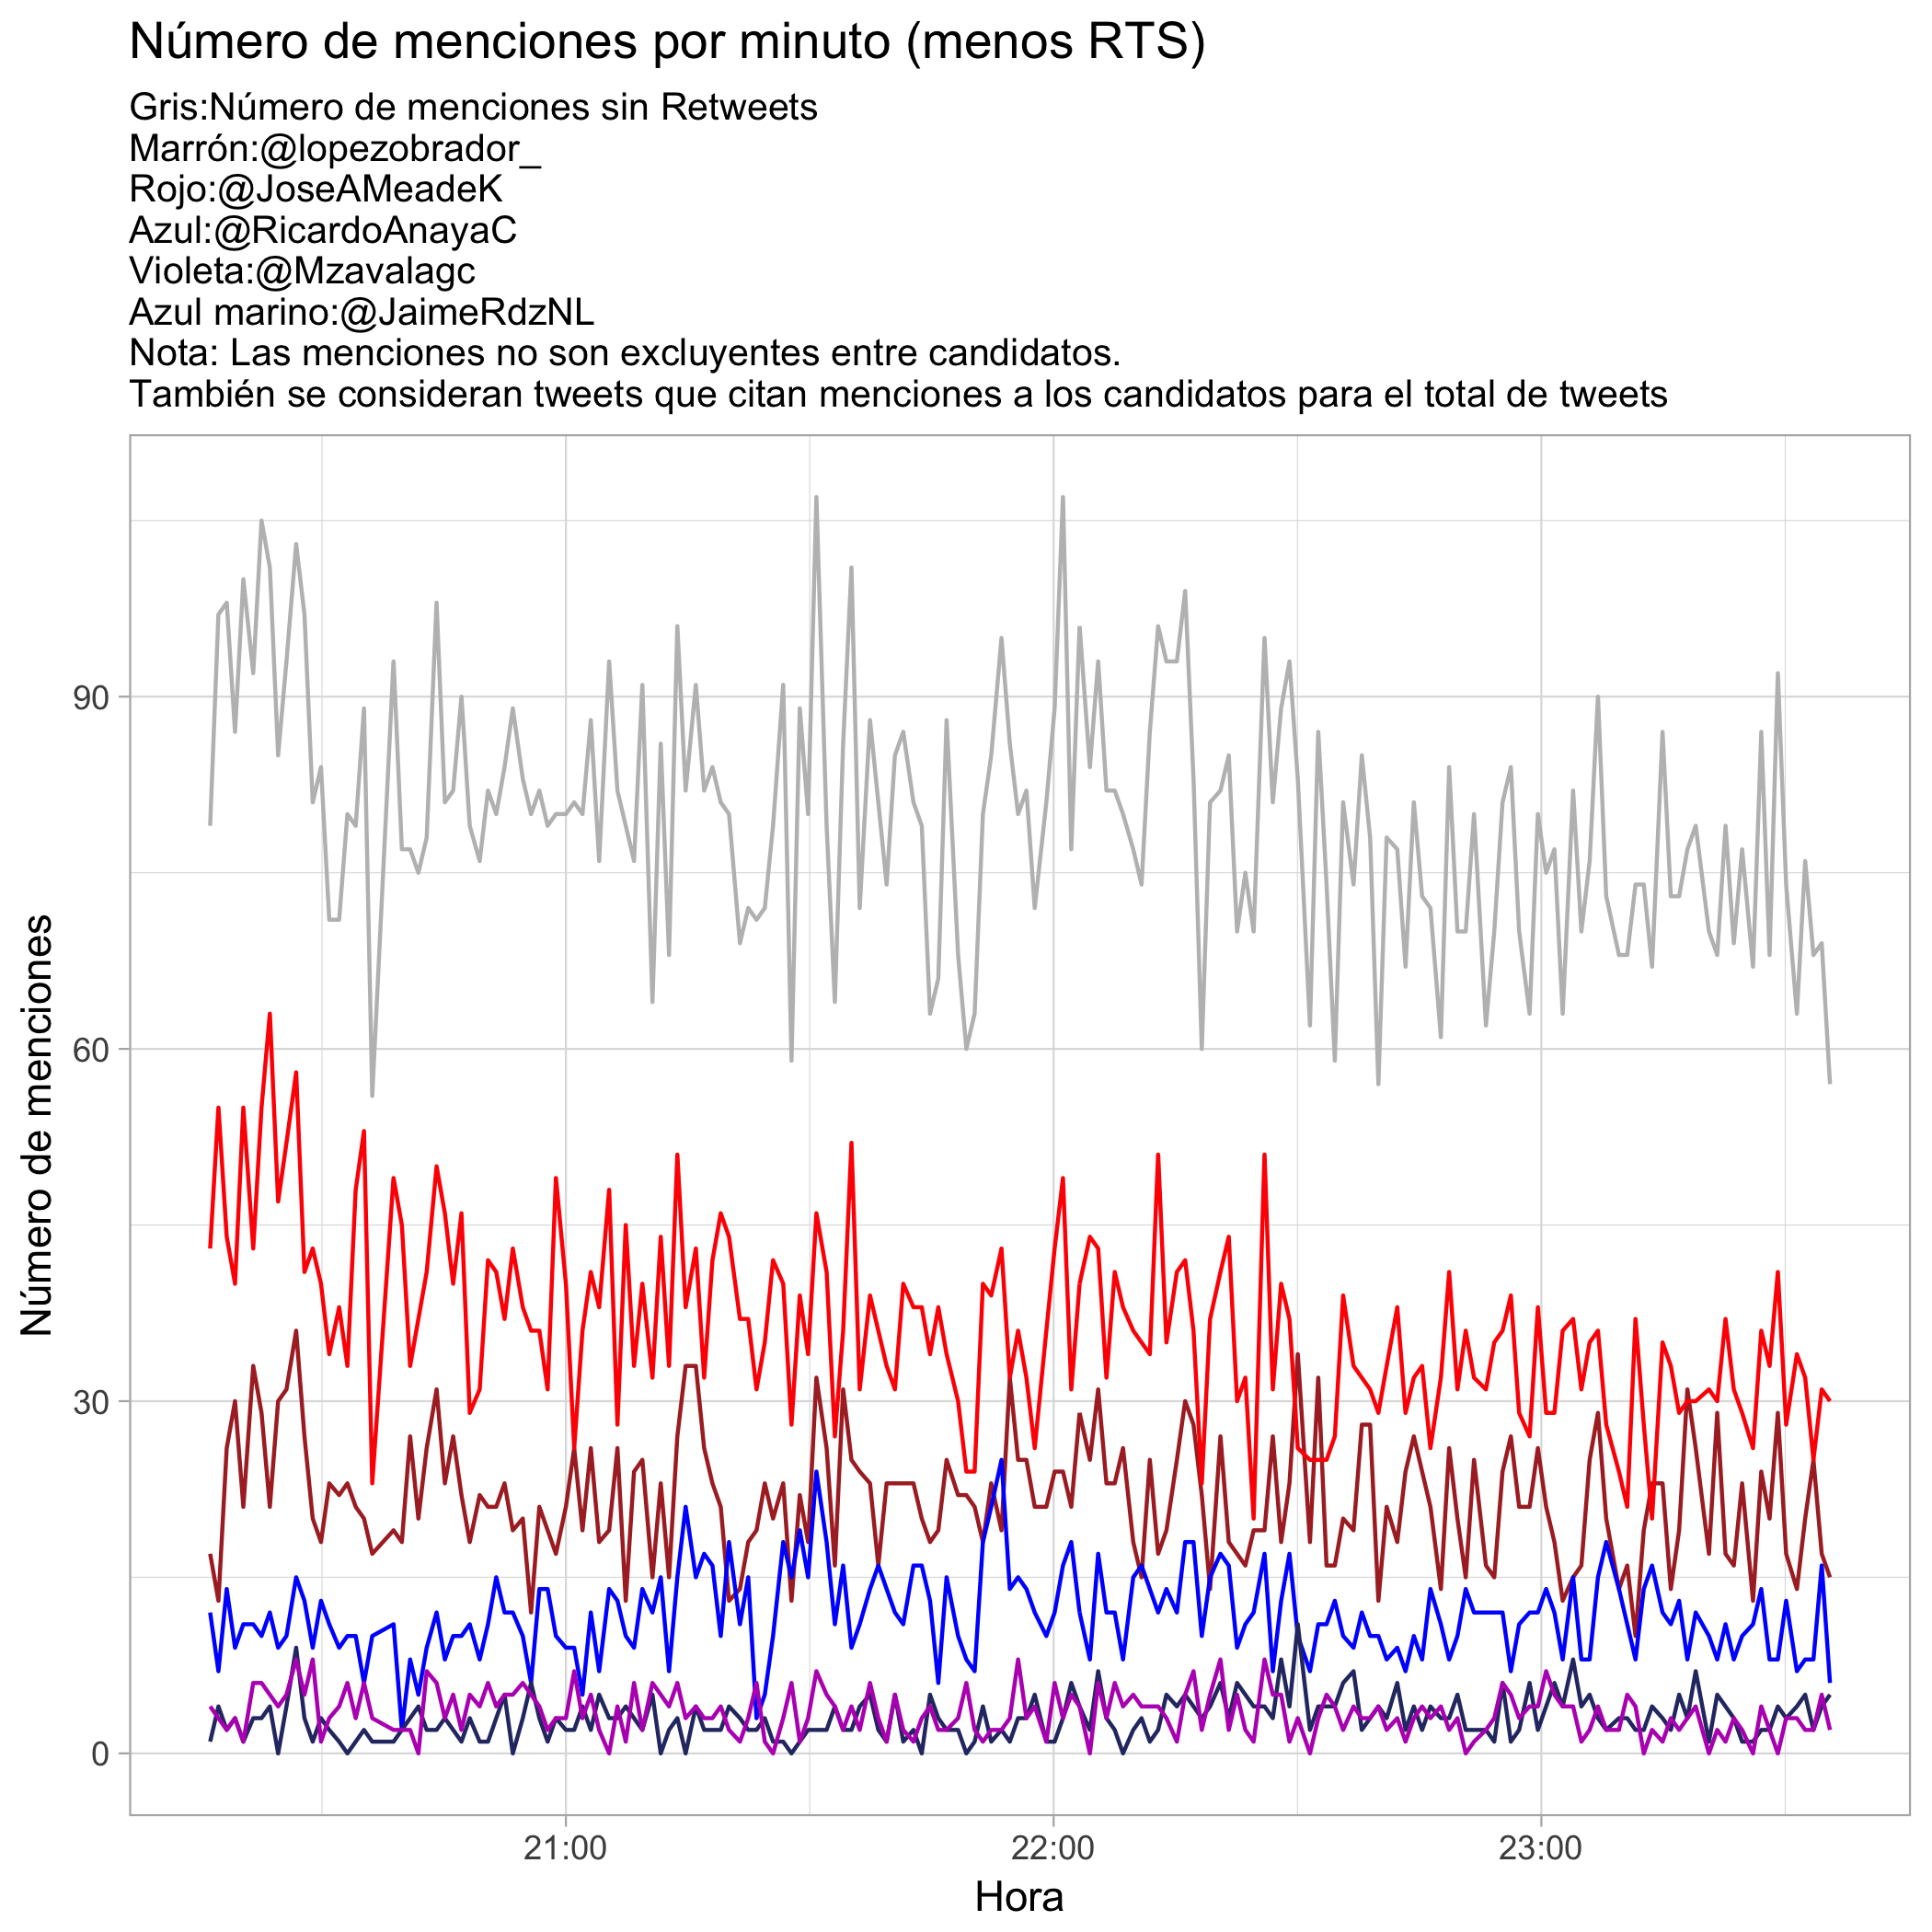 Número de menciones por minuto (menos RTS)
Gris:Número de menciones sin Retweets
Marrón:@lopezobrador_
Rojo:@JoseAMeadeK
Azul:@RicardoAnayaC
Violeta:@Mzavalagc
Azul marino:@JaimeRdzNL
Nota: Las menciones no son excluyentes entre candidatos.
También se consideran tweets que citan menciones a los candidatos para el total de tweets
Número de menciones
90
60
30
0
21:00
22:00
23:00
Hora